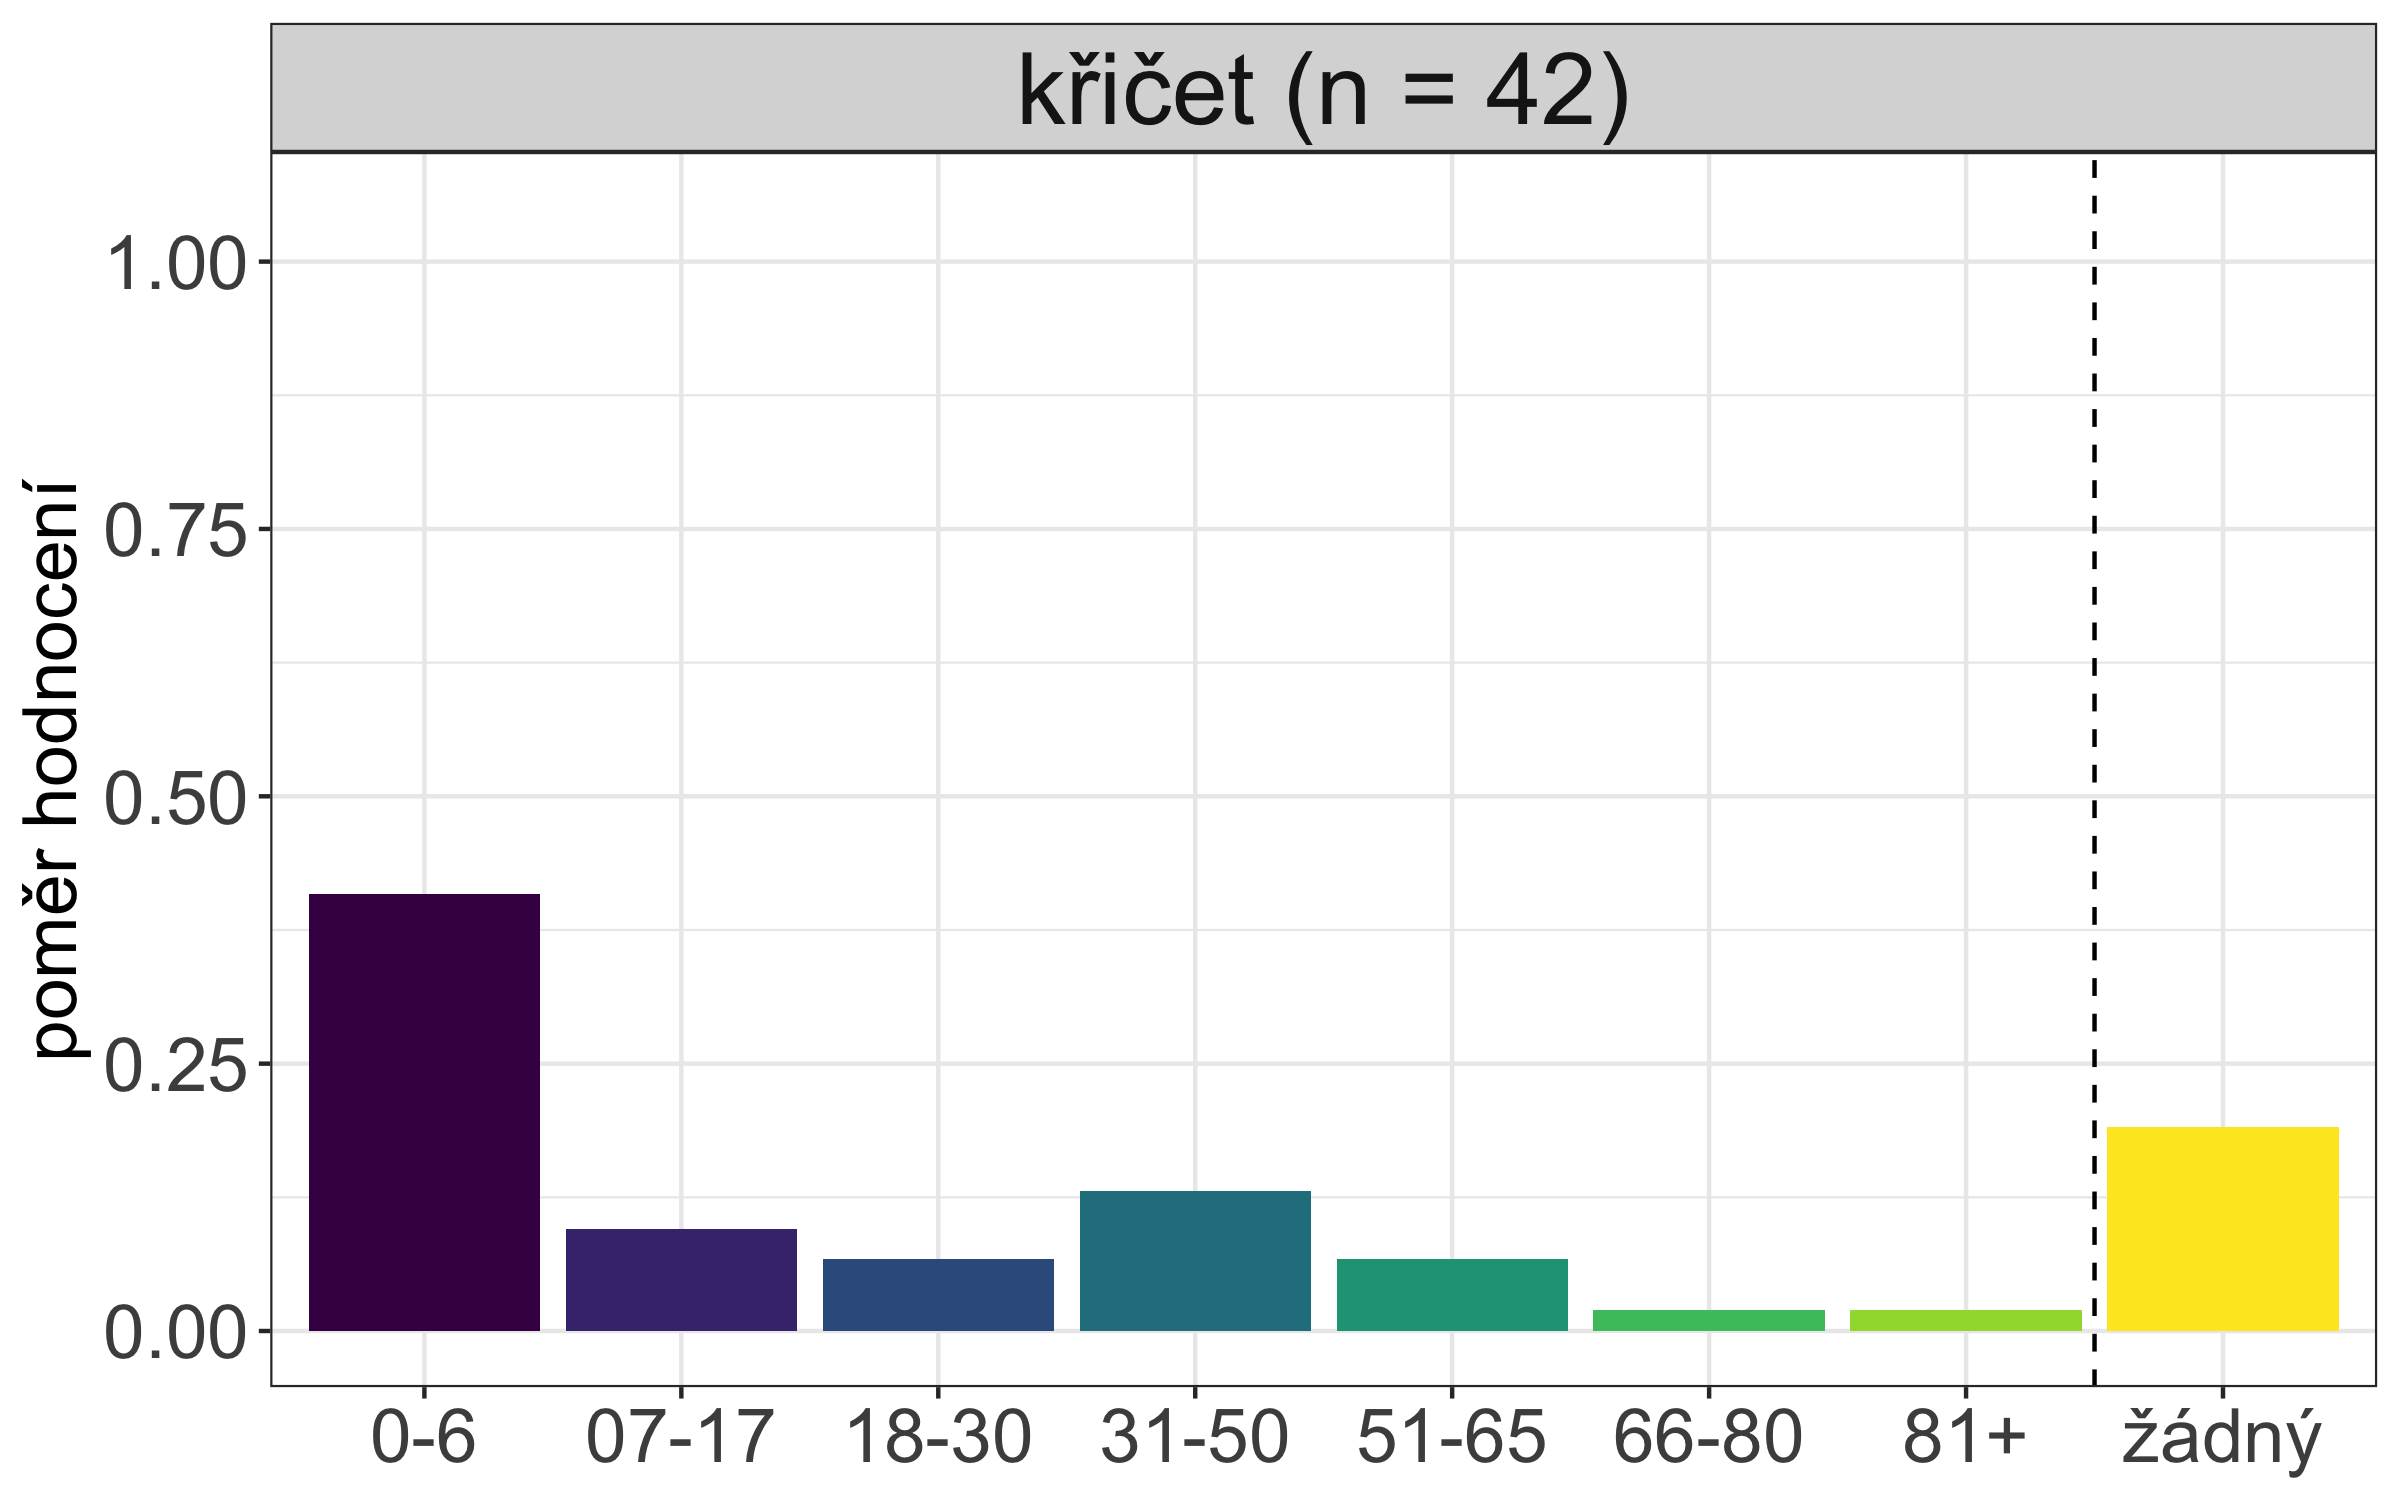 křičet (n = 42)
poměr hodnocení
1.00
0.75
0.50
0.25
0.00
0-6 07-17 18-30 31-50 51-65 66-80 81+ žádný